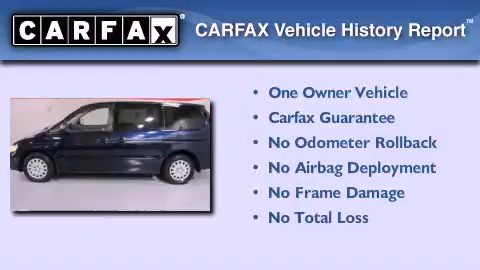 CARFAX® CARFAX Vehicle History Report™
• One Owner Vehicle
• Carfax Guarantee
• No Odometer Rollback
• No Airbag Deployment
• No Frame Damage
• No Total Loss